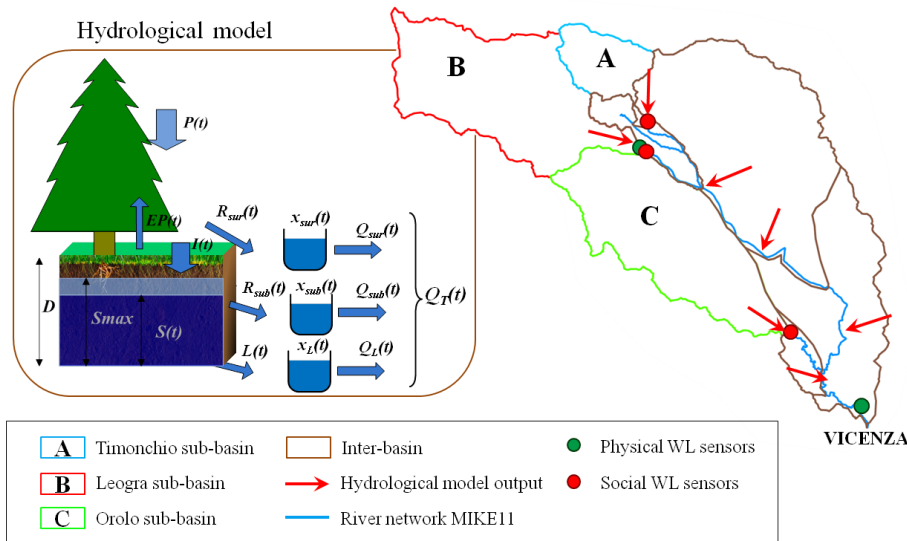 Hydrological model
P(t)
EP(t)
I(t)
D
Smax
S(t)
R_sur(t)
R_sub(t)
L(t)
x_sur(t)
x_sub(t)
x_L(t)
Q_sur(t)
Q_sub(t)
Q_L(t)
Q_T(t)
B
A
C
VICENZA
A Timonchio sub-basin
B Leogra sub-basin
C Orolo sub-basin
Inter-basin
Hydrological model output
River network MIKE11
Physical WL sensors
Social WL sensors